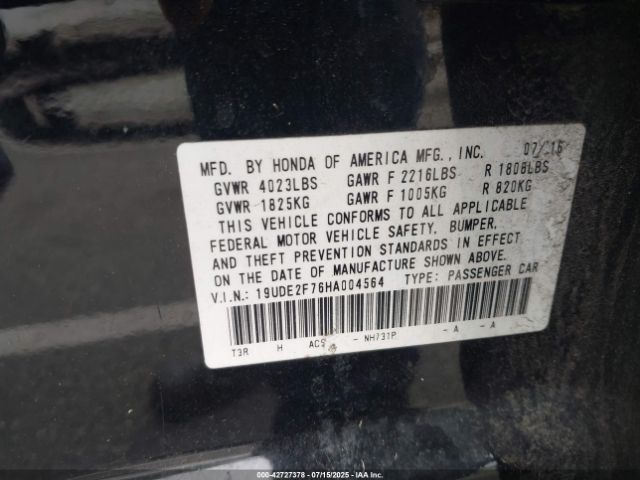 MFD. BY HONDA OF AMERICA MFG., INC.
GVWR 4023LBS GAWR F 2216LBS R 1808LBS
GVWR 1825KG GAWR F 1005KG R 820KG
THIS VEHICLE CONFORMS TO ALL APPLICABLE
FEDERAL MOTOR VEHICLE SAFETY, BUMPER,
AND THEFT PREVENTION STANDARDS IN EFFECT
ON THE DATE OF MANUFACTURE SHOWN ABOVE.
V.I.N.: 19UDE2F76HA004564 TYPE: PASSENGER CAR
T3R H ACS - NH731P - A - A
000-42727378 - 07/15/2025 - IAA Inc.